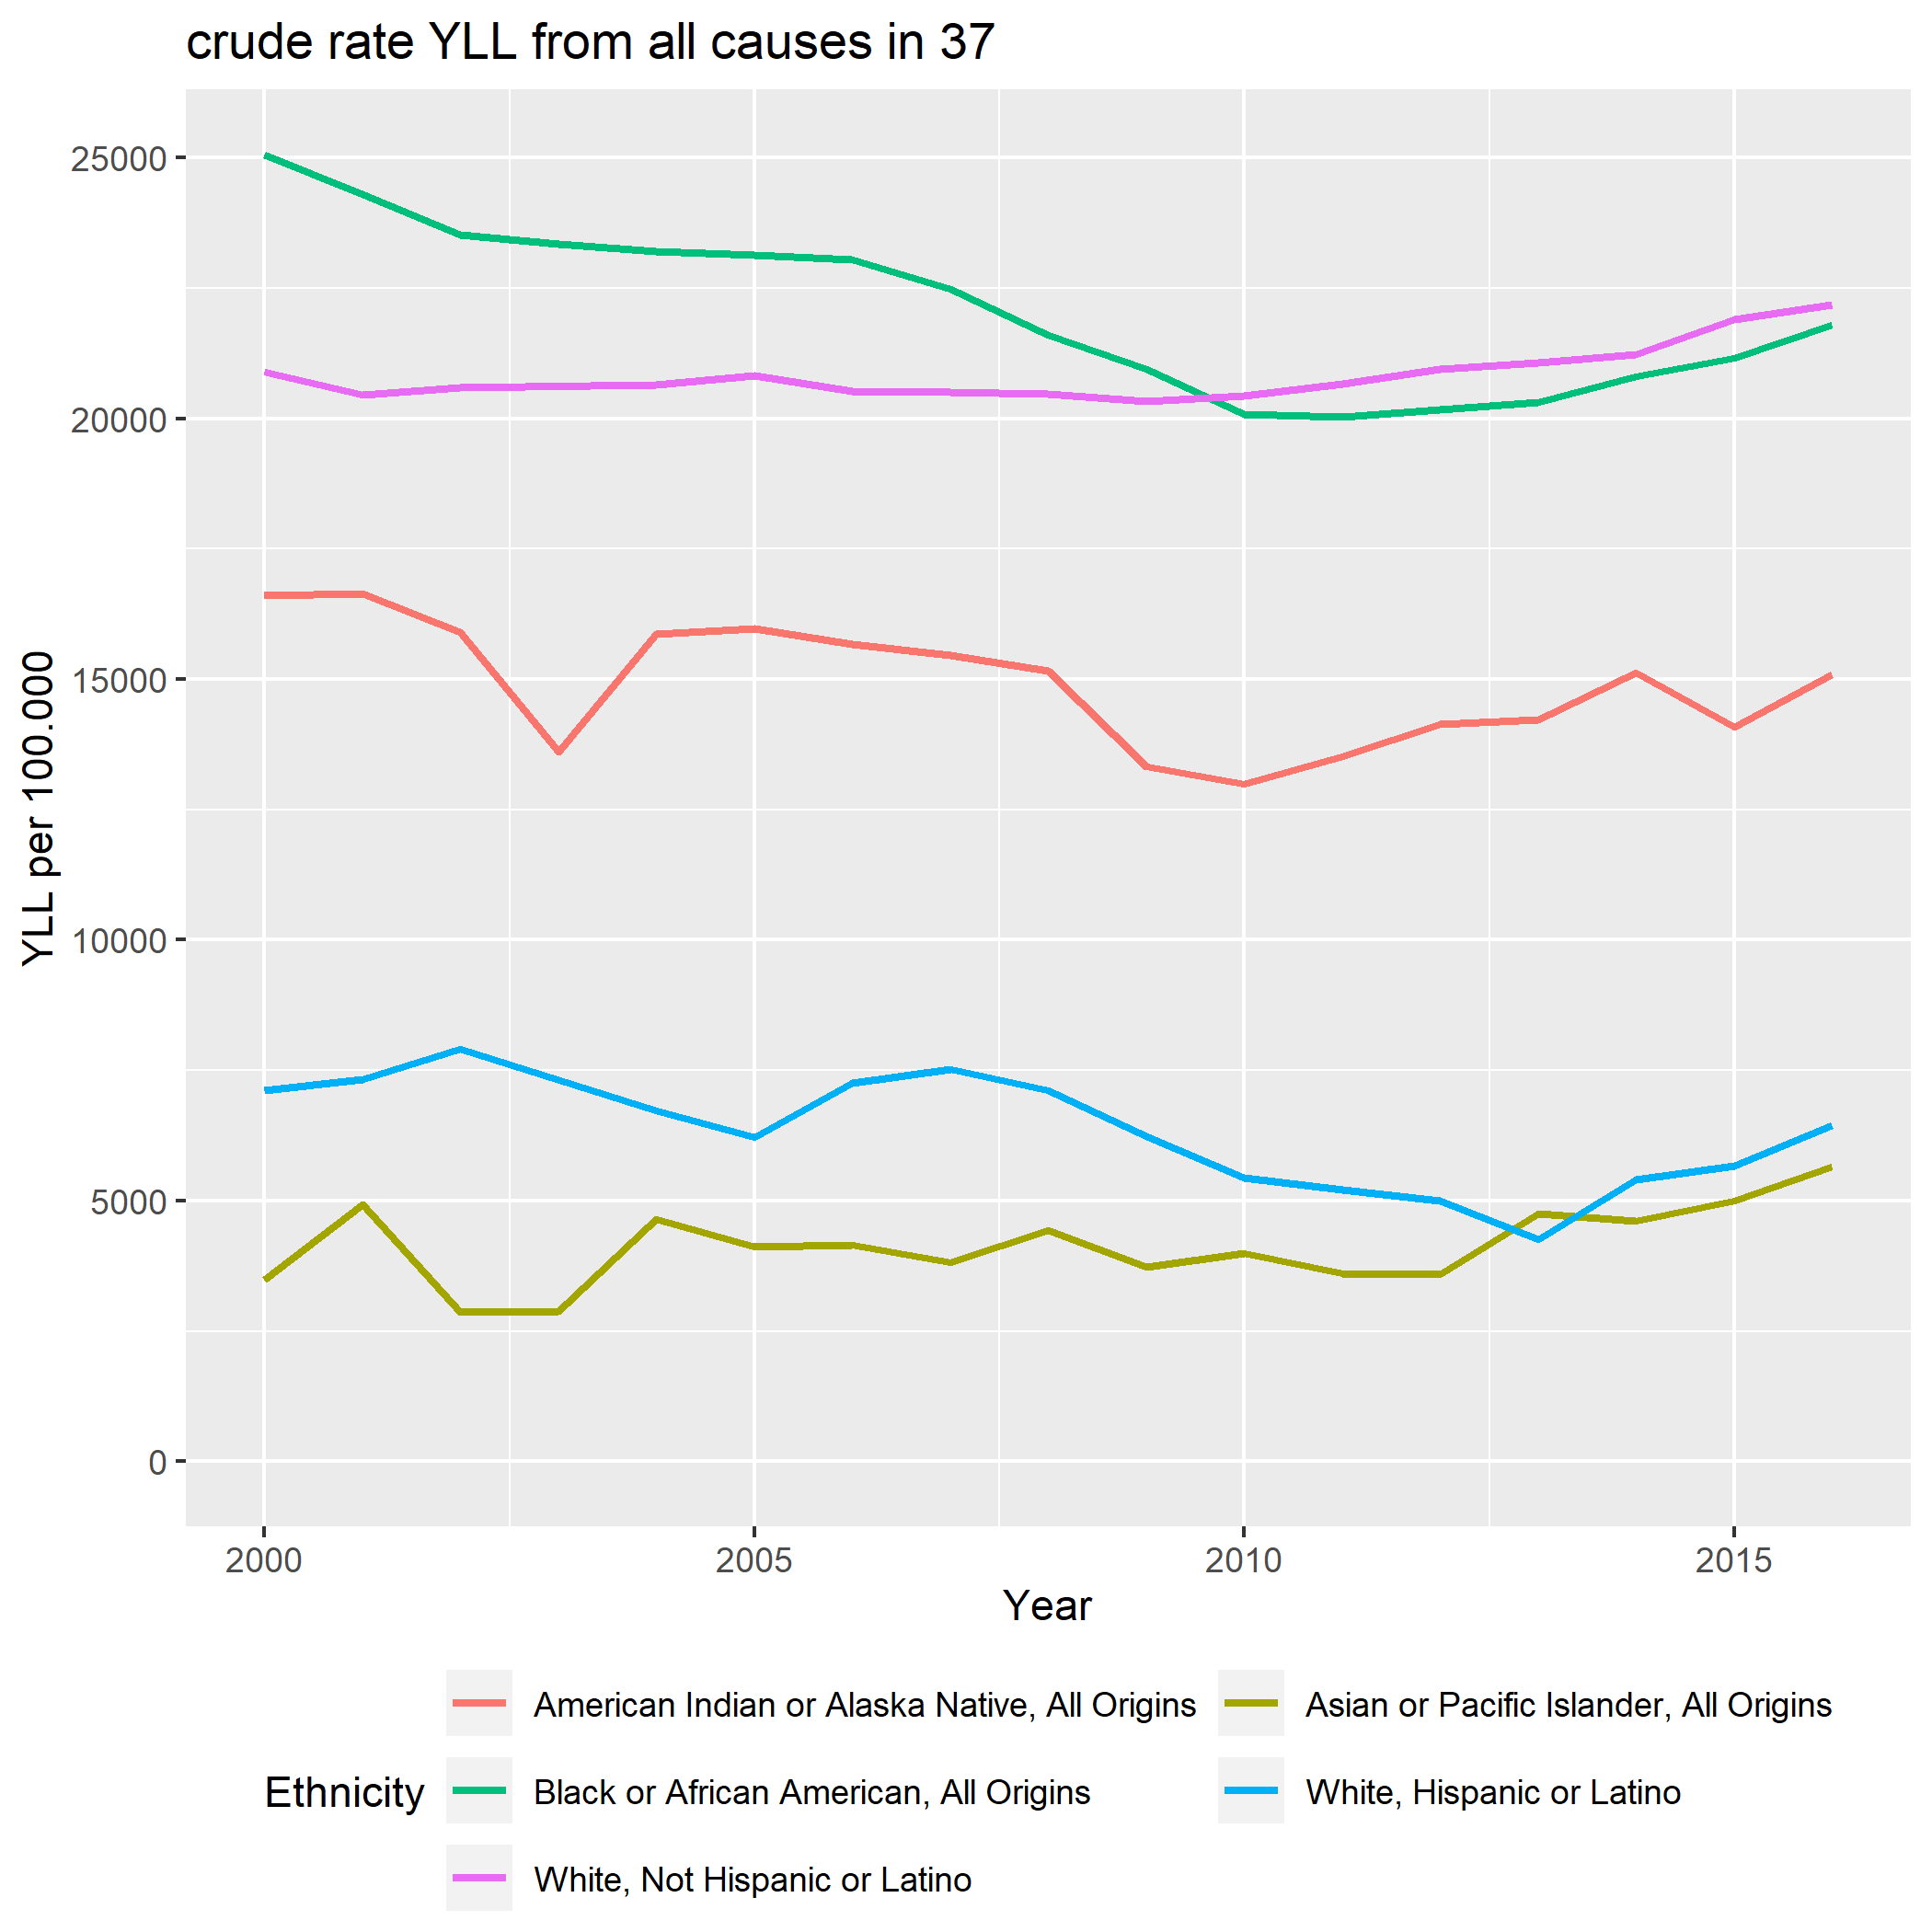 crude rate YLL from all causes in 37
YLL per 100.000
25000
20000
15000
10000
5000
0
2000 2005 2010 2015
Year
Ethnicity
American Indian or Alaska Native, All Origins
Asian or Pacific Islander, All Origins
Black or African American, All Origins
White, Hispanic or Latino
White, Not Hispanic or Latino